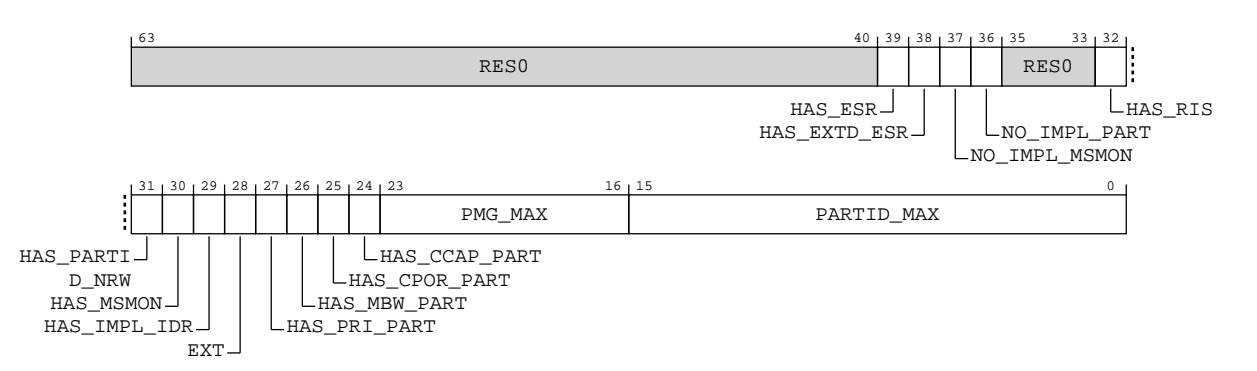 63 40 39 38 37 36 35 33 32
RES0 RES0
HAS_ESR HAS_RIS
HAS_EXTD_ESR NO_IMPL_PART
NO_IMPL_MSMON
31 30 29 28 27 26 25 24 23 16 15 0
PMG_MAX PARTID_MAX
HAS_PARTI HAS_CCAP_PART
D_NRW HAS_CPOR_PART
HAS_MSMON HAS_MBW_PART
HAS_IMPL_IDR HAS_PRI_PART
EXT